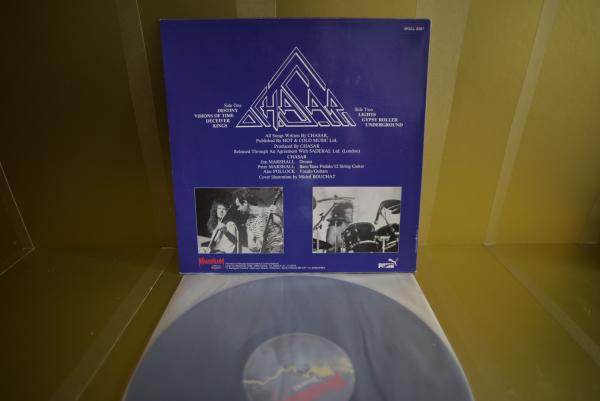 CHASAR
Side One
DESTINY
VISIONS OF TIME
DECEIVER
KINGS
Side Two
LIGHTS
GYPSY ROLLER
UNDERGROUND
All Songs Written By CHASAR,
Published By HOT & COLD MUSIC Ltd,
Produced By CHASAR
Released Through An Agreement With SADERAL Ltd. (London)
CHASAR
Jim MARSHALL Drums
Peter MARSHALL Bass/Bass Pedals/12 String Guitar
Alec POLLOCK Vocals/Guitars
Cover Illustration by Michel BOUCHAT